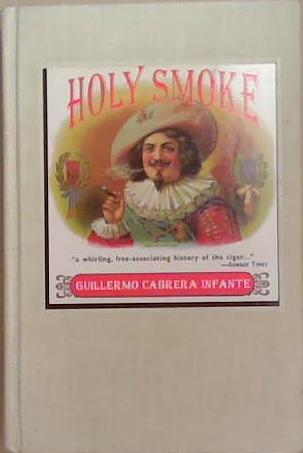 HOLY SMOKE
"a whirling, free-associating history of the cigar..."
—SUNDAY TIMES
GUILLERMO CABRERA INFANTE